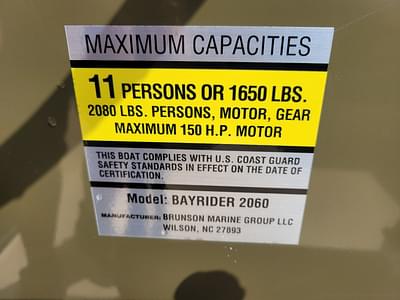 MAXIMUM CAPACITIES
11 PERSONS OR 1650 LBS.
2080 LBS. PERSONS, MOTOR, GEAR
MAXIMUM 150 H.P. MOTOR
THIS BOAT COMPLIES WITH U.S. COAST GUARD
SAFETY STANDARDS IN EFFECT ON THE DATE OF
CERTIFICATION.
Model: BAYRIDER 2060
MANUFACTURER: BRUNSON MARINE GROUP LLC
WILSON, NC 27893